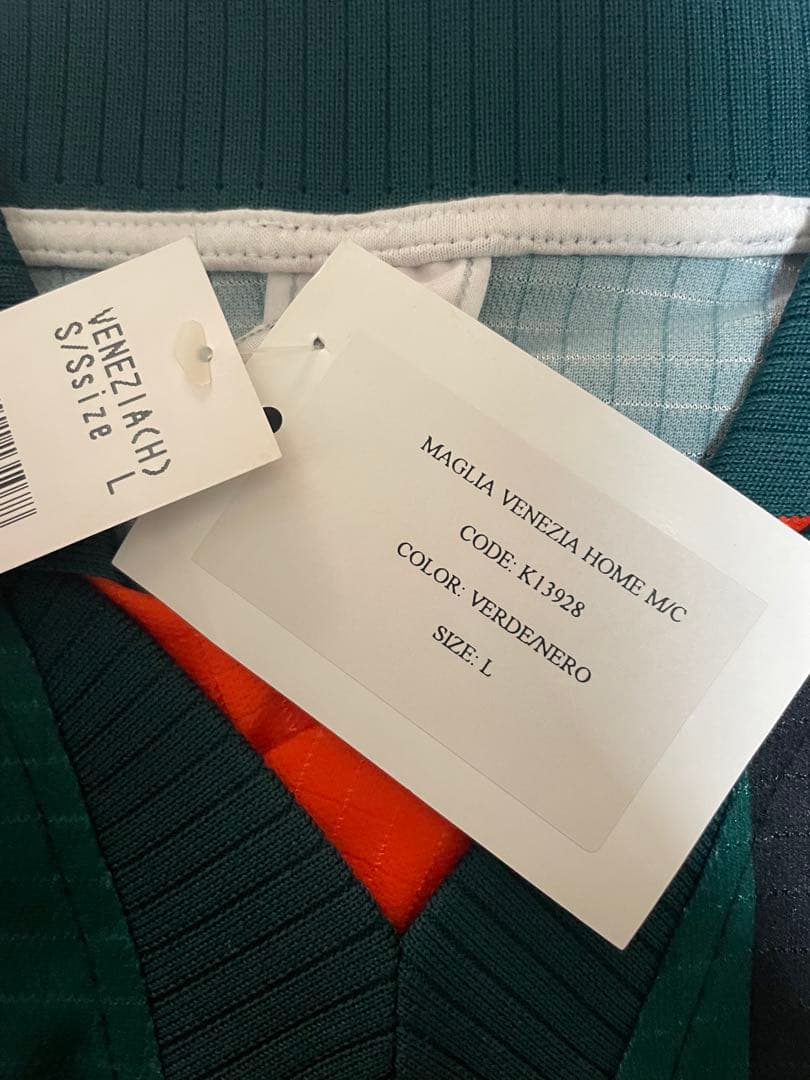 VENEZIA(H)
S/Ssize L
MAGLIA VENEZIA HOME M/C
CODE: K13928
COLOR: VERDE/NERO
SIZE: L